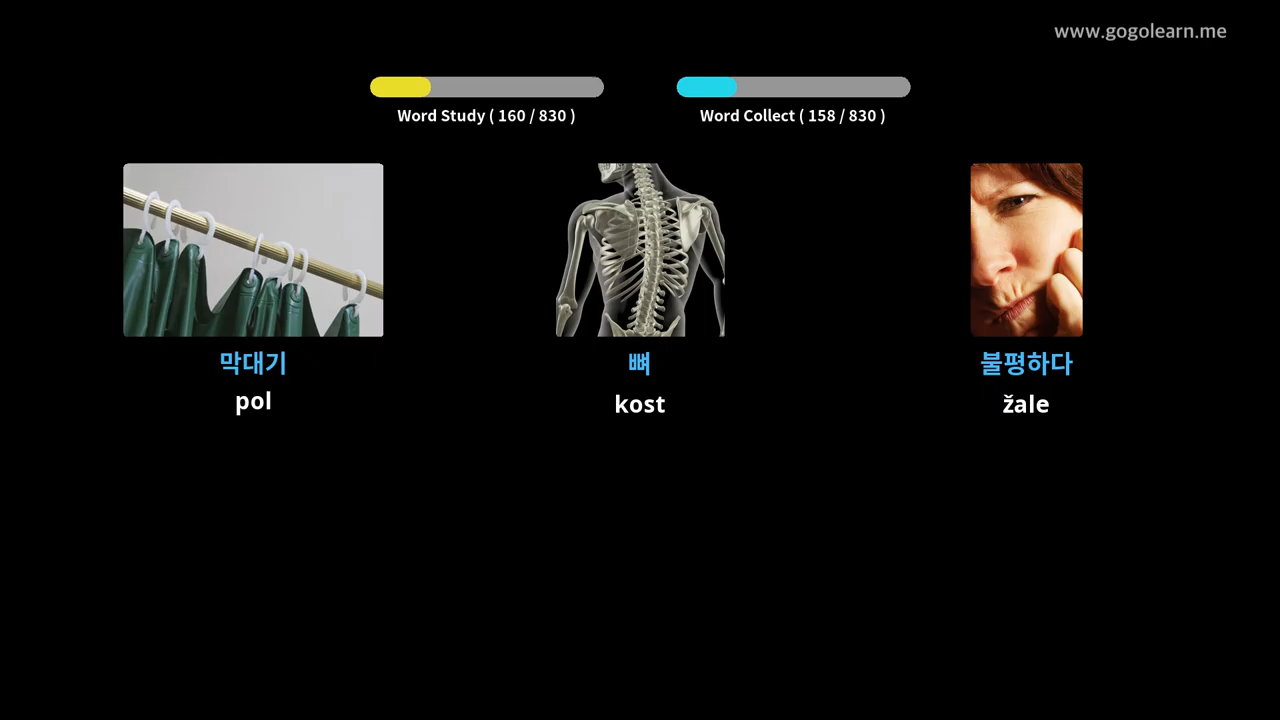 www.gogolearn.me
Word Study ( 160 / 830 )
Word Collect ( 158 / 830 )
막대기
pol
뼈
kost
불평하다
žale